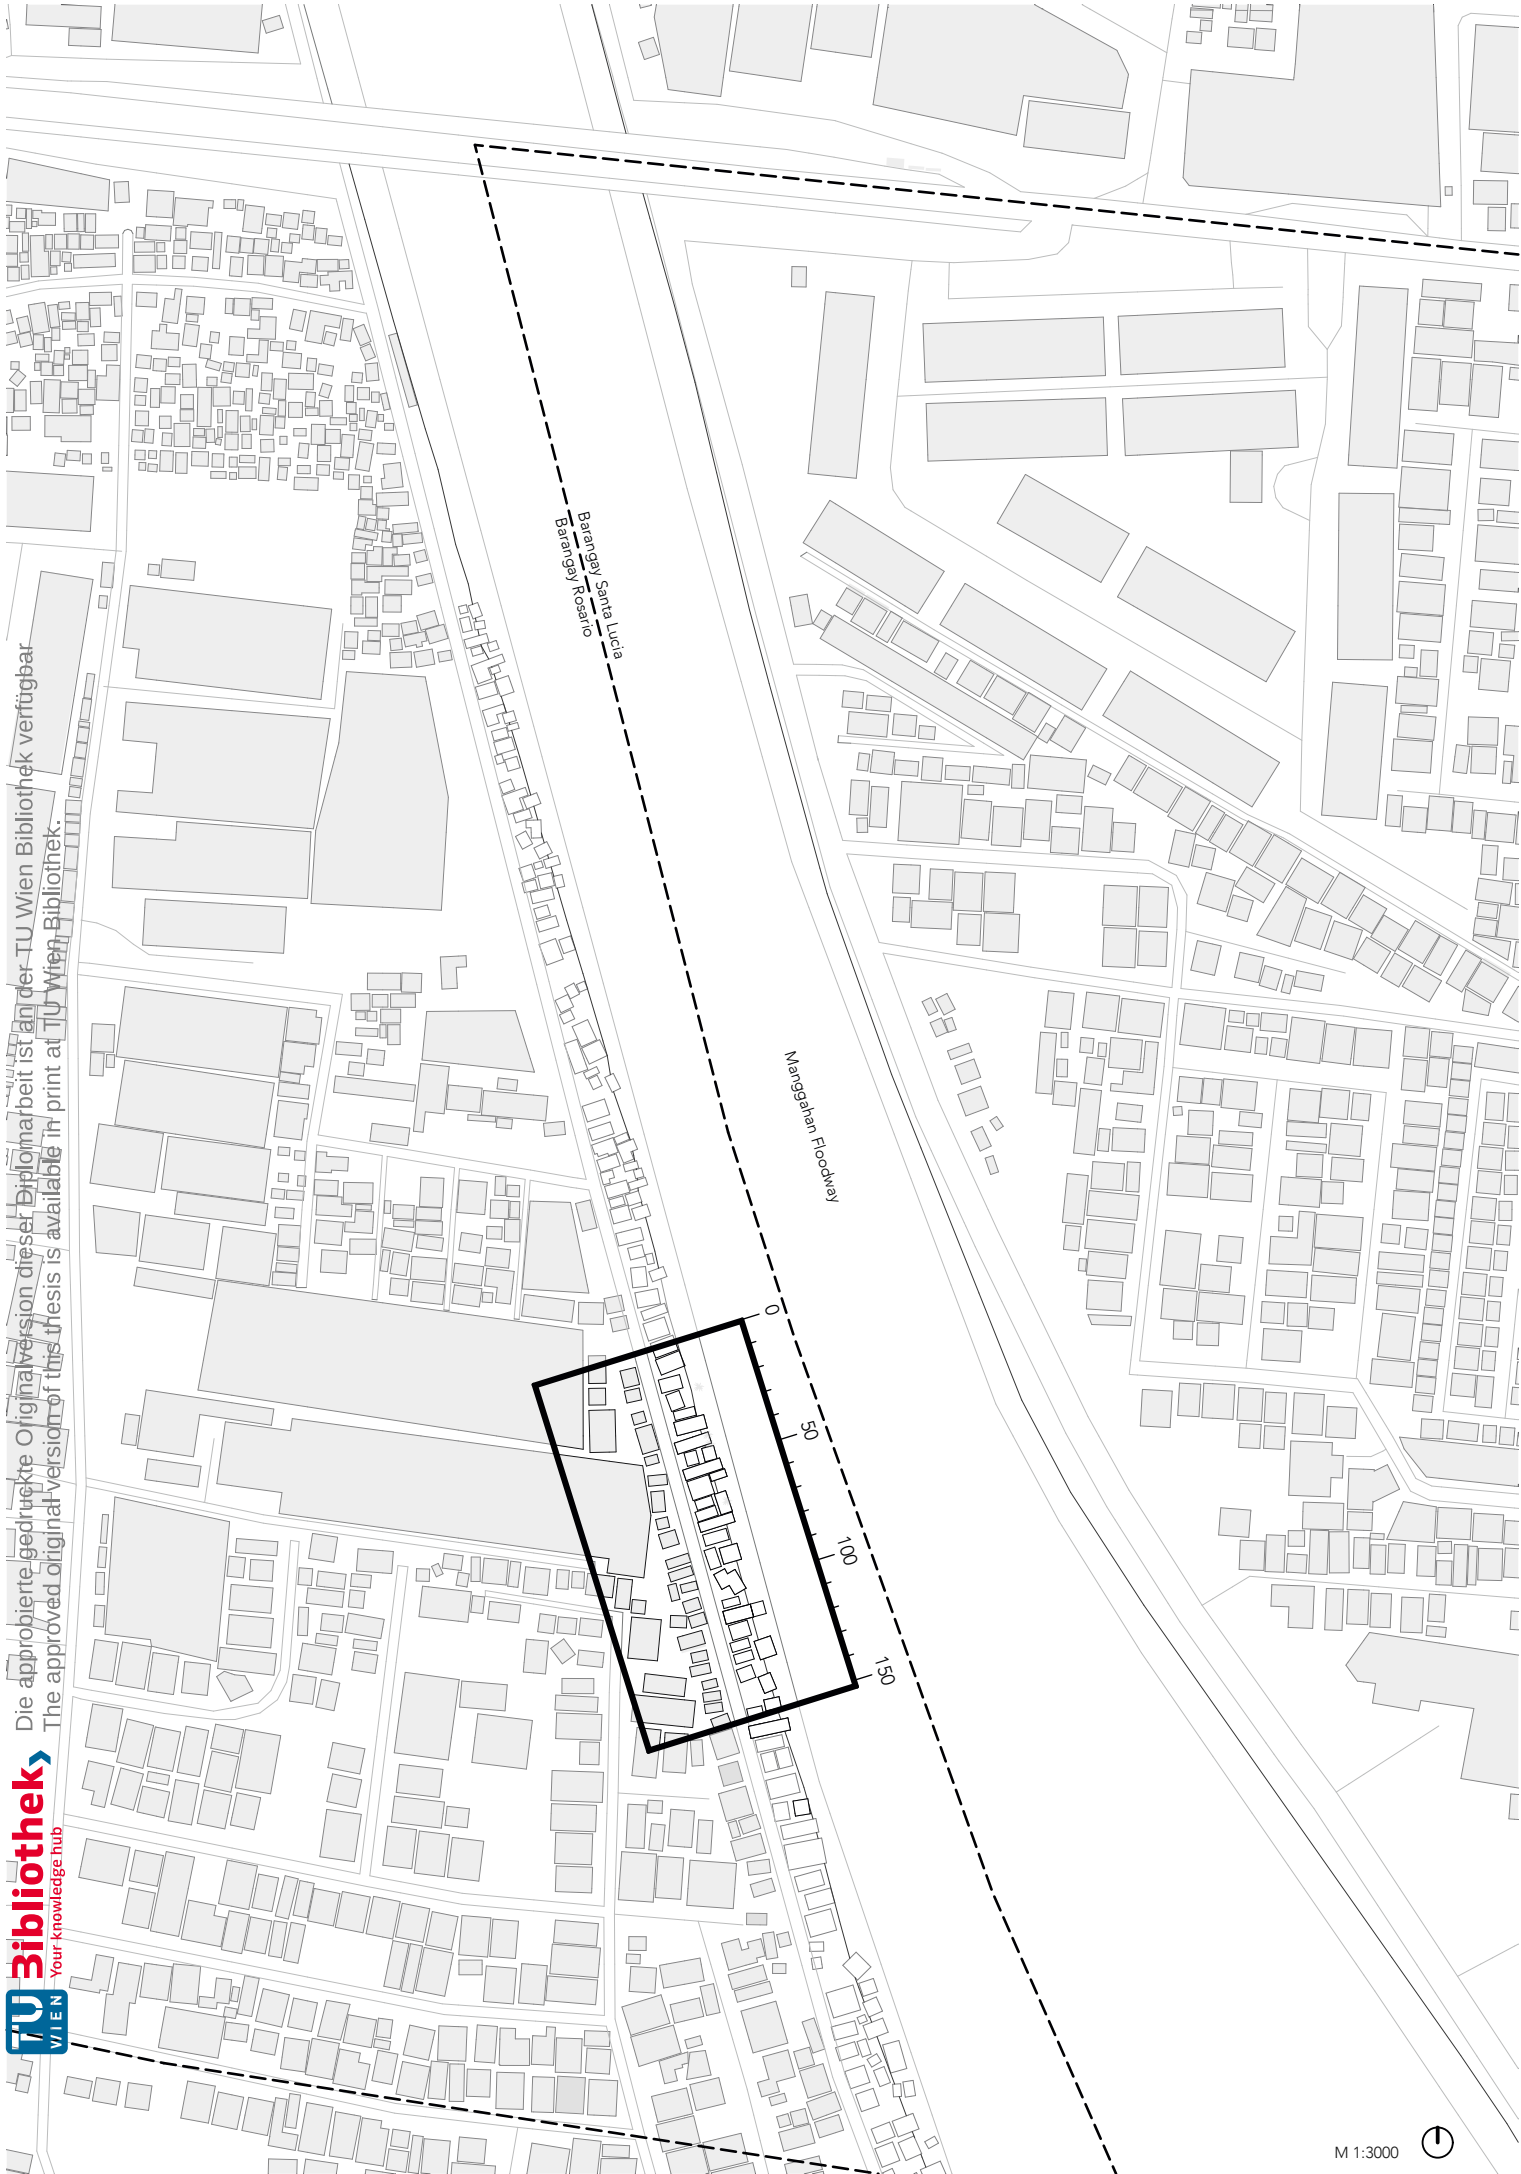 Barangay Santa Lucia
Barangay Rosario
Manggahan Floodway
0
50
100
150
M 1:3000
Die approbierte gedruckte Originalversion dieser Diplomarbeit ist an der TU Wien Bibliothek verfügbar
The approved original version of this thesis is available in print at TU Wien Bibliothek.
TU WIEN
Bibliothek
Your knowledge hub